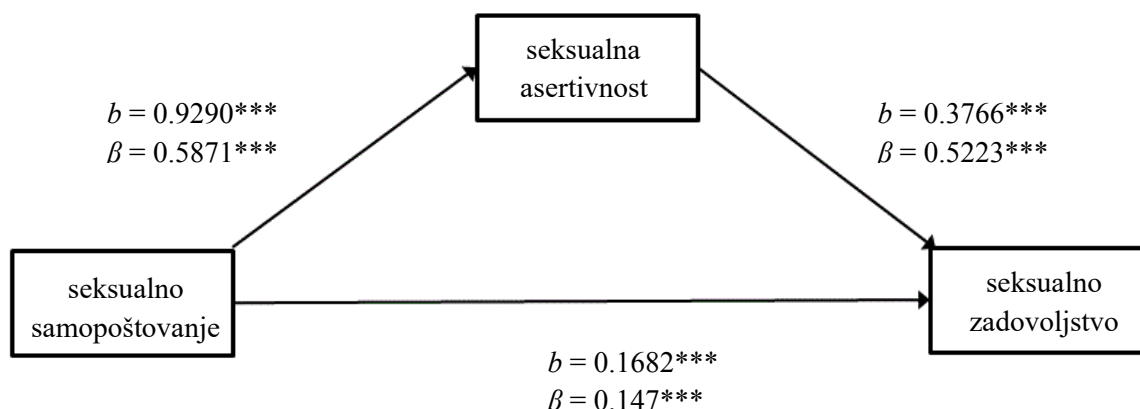 seksualna
asertivnost
b = 0.9290***
β = 0.5871***
b = 0.3766***
β = 0.5223***
seksualno
samopoštovanje
seksualno
zadovoljstvo
b = 0.1682***
β = 0.147***